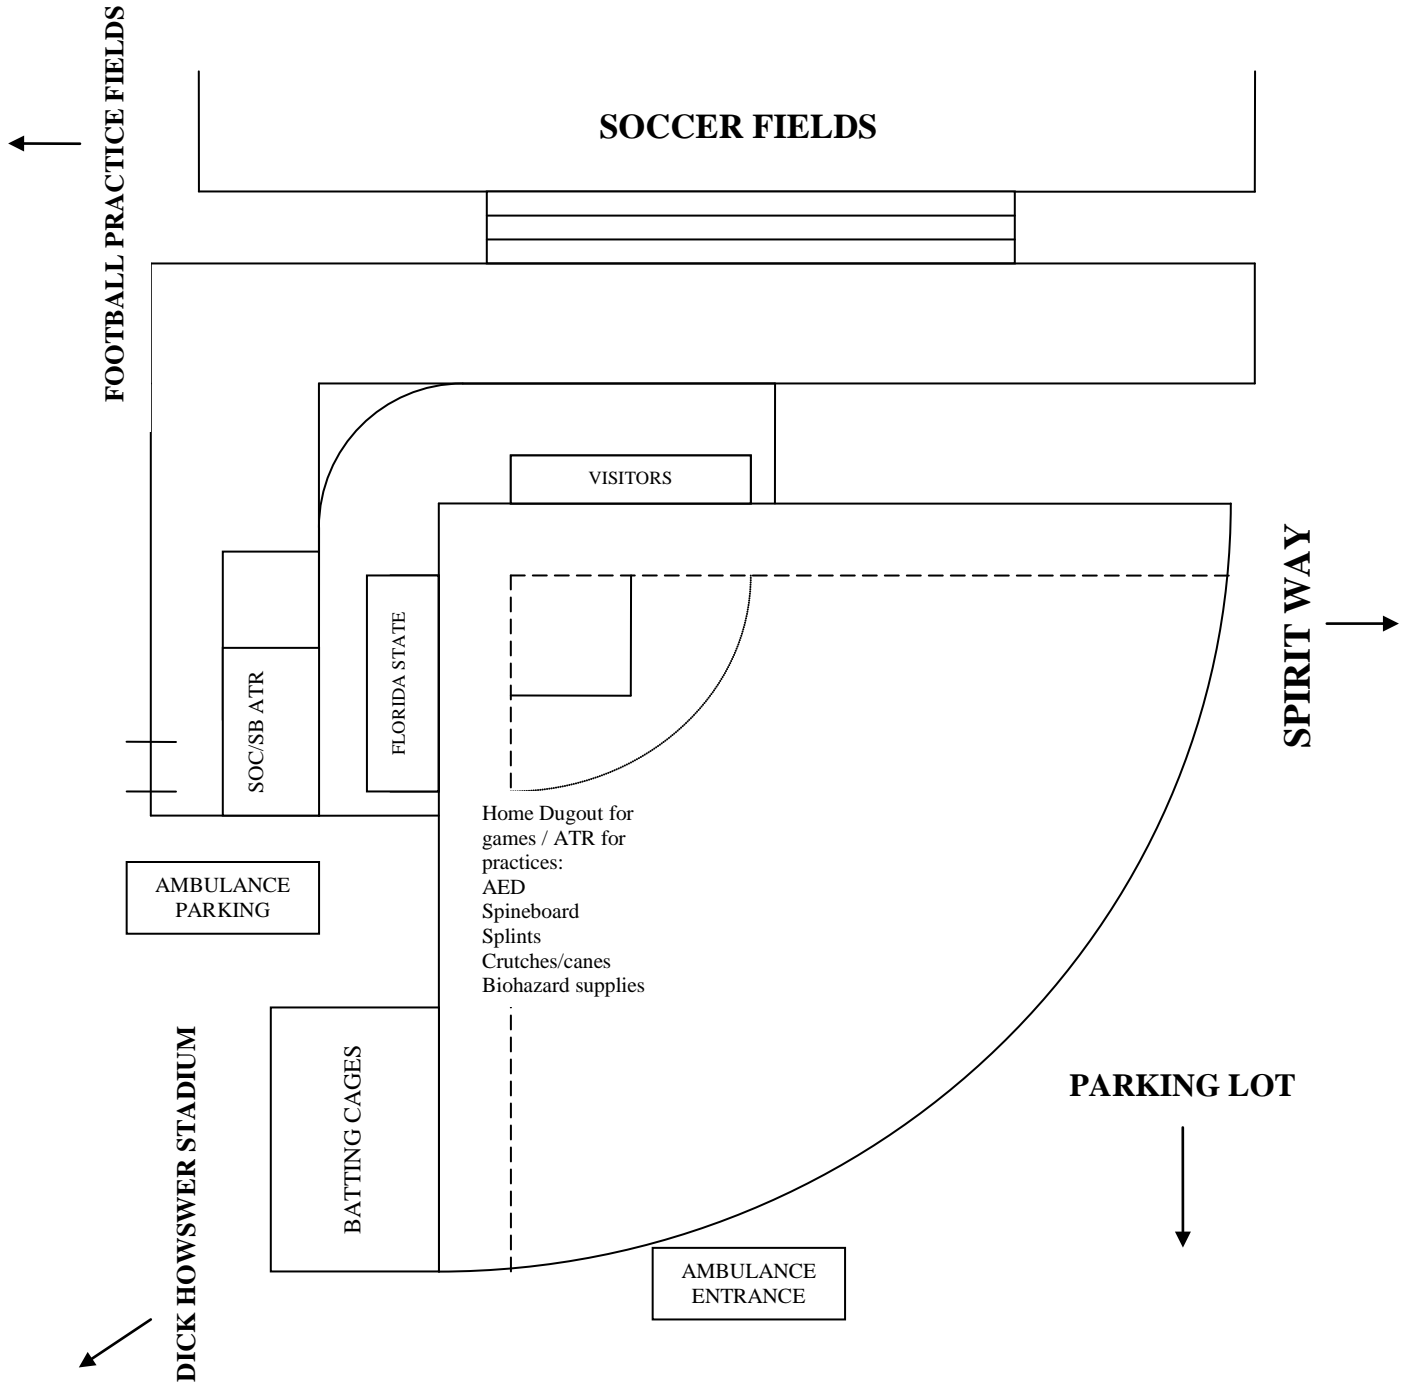 FOOTBALL PRACTICE FIELDS
SOCCER FIELDS
VISITORS
SPIRIT WAY
FLORIDA STATE
SOC/SB ATR
Home Dugout for
games / ATR for
practices:
AED
Spineboard
Splints
Crutches/canes
Biohazard supplies
AMBULANCE
PARKING
DICK HOWSWER STADIUM
BATTING CAGES
PARKING LOT
AMBULANCE
ENTRANCE